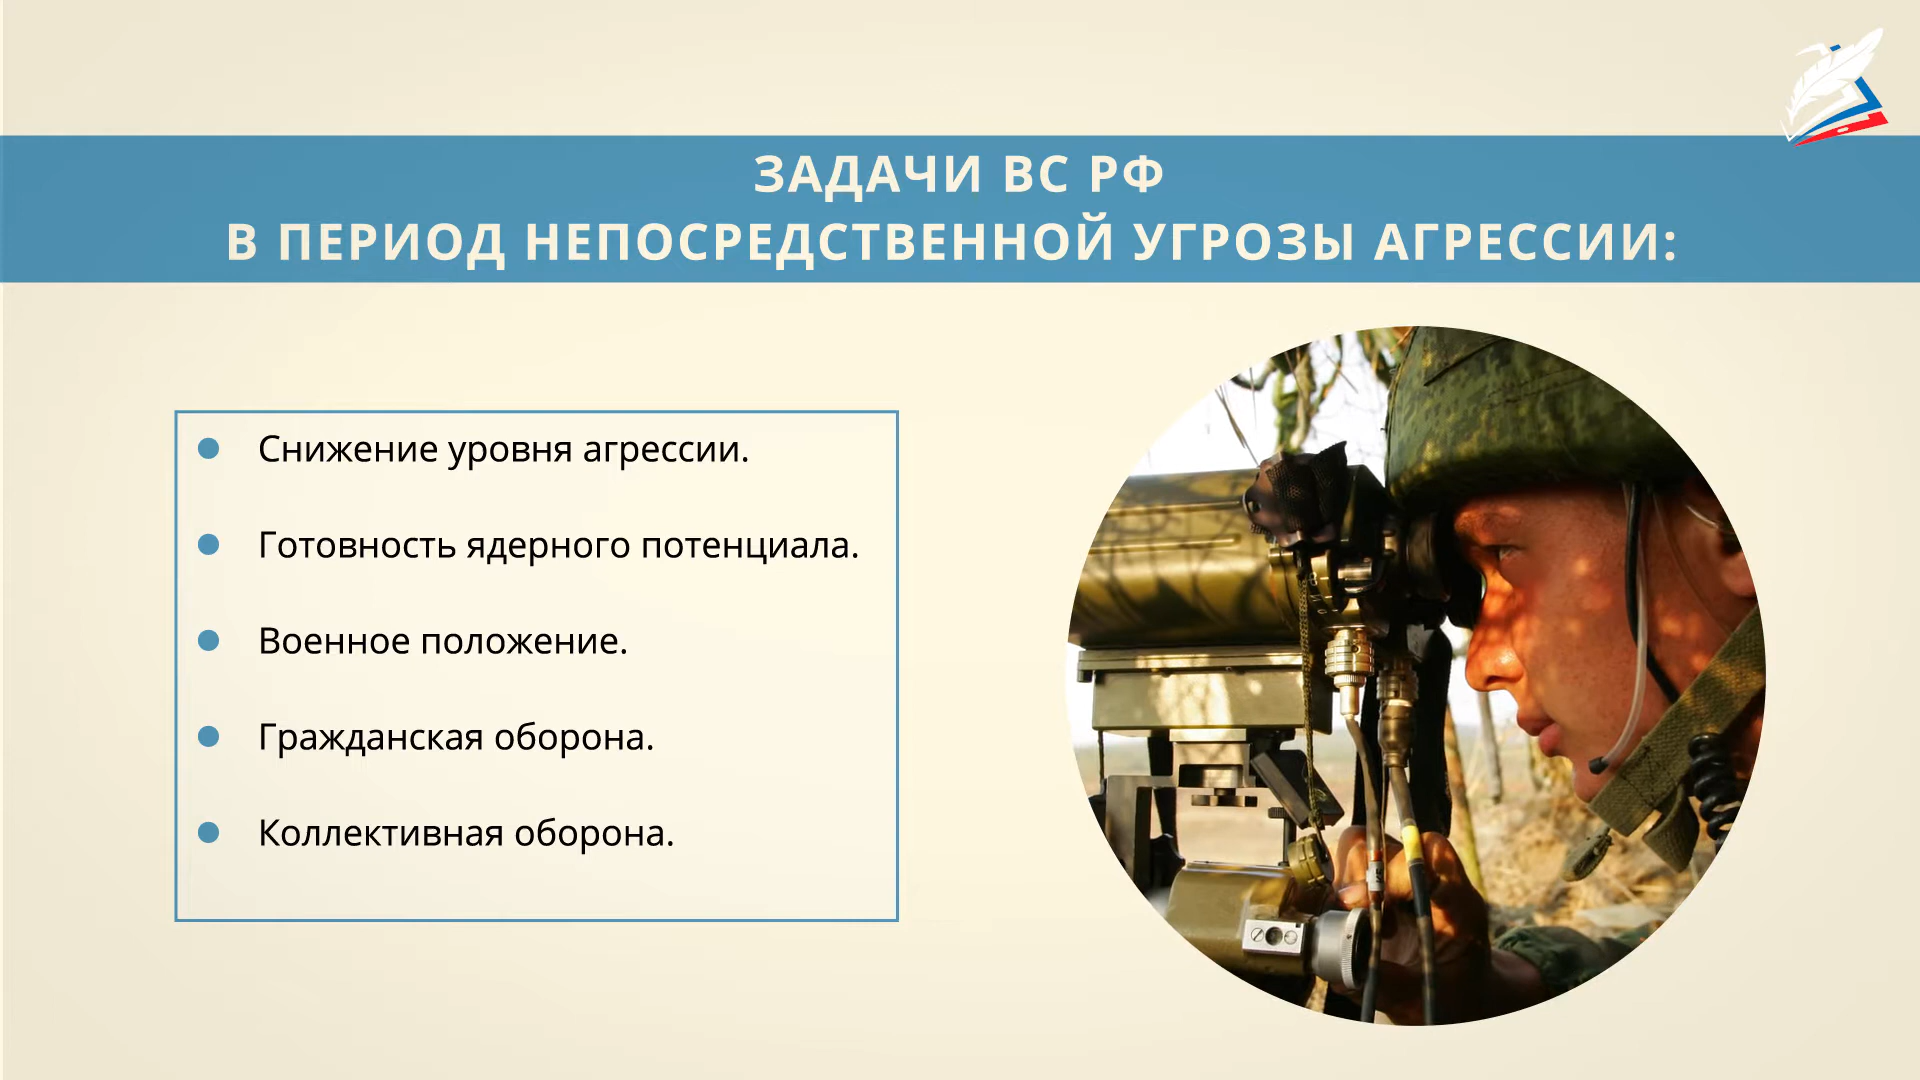 ЗАДАЧИ ВС РФ
В ПЕРИОД НЕПОСРЕДСТВЕННОЙ УГРОЗЫ АГРЕССИИ:
Снижение уровня агрессии.
Готовность ядерного потенциала.
Военное положение.
Гражданская оборона.
Коллективная оборона.